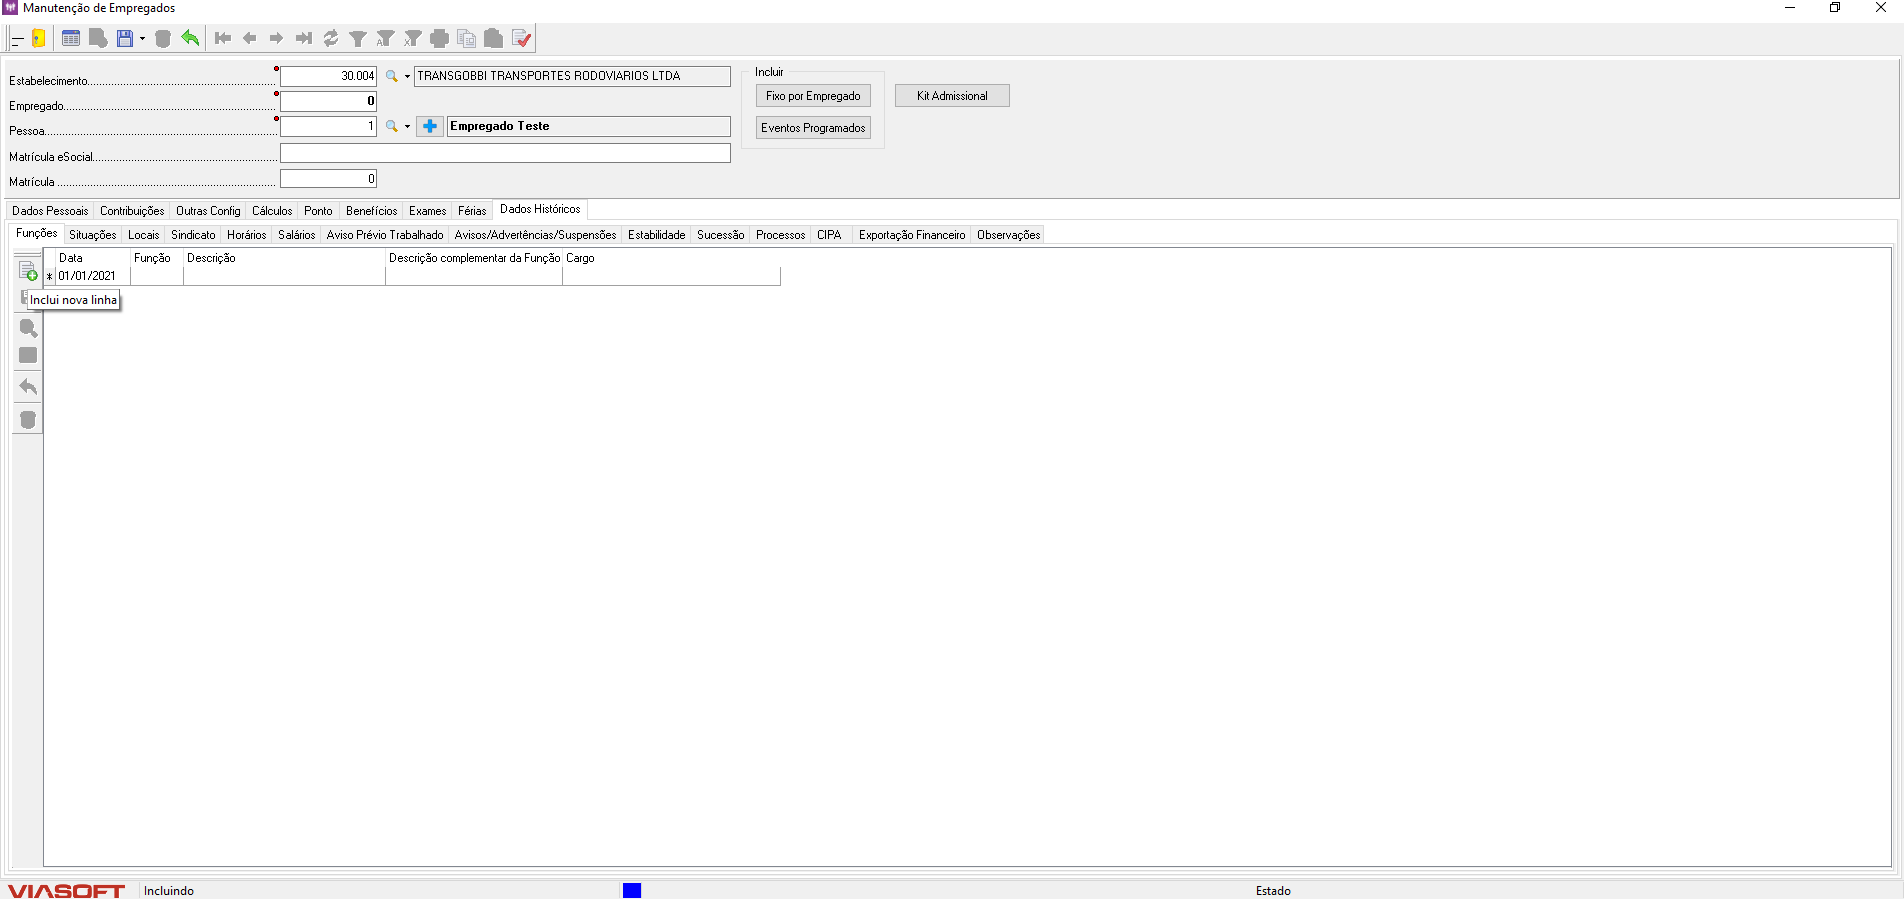 Manutenção de Empregados
Estabelecimento 30.004 TRANSGOBBI TRANSPORTES RODOVIARIOS LTDA
Empregado 0
Pessoa 1 Empregado Teste
Matrícula eSocial
Matrícula 0
Incluir
Fixo por Empregado
Eventos Programados
Kit Admissional
Dados Pessoais Contribuições Outras Config Cálculos Ponto Benefícios Exames Férias Dados Históricos
Funções Situações Locais Sindicato Horários Salários Aviso Prévio Trabalhado Avisos/Advertências/Suspensões Estabilidade Sucessão Processos CIPA Exportação Financeiro Observações
Data Função Descrição Descrição complementar da Função Cargo
* 01/01/2021
Inclui nova linha
VIASOFT Incluindo Estado